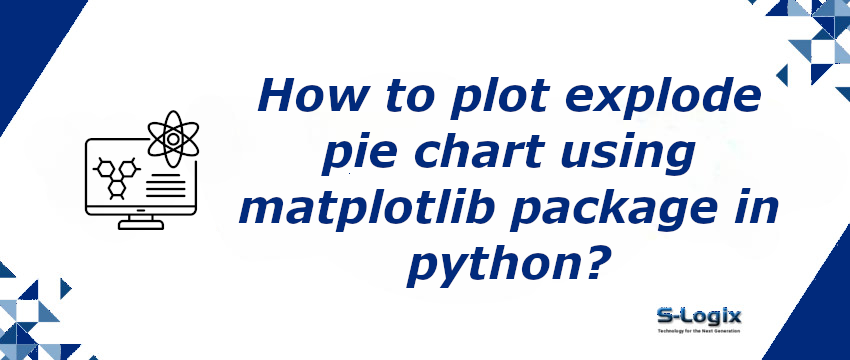 How to plot explode
pie chart using
matplotlib package in
python?
S-Logix
Technology for the Next Generation